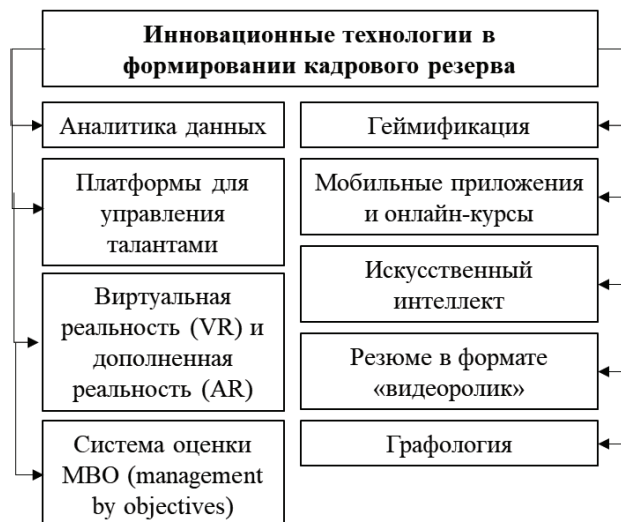 Инновационные технологии в
формировании кадрового резерва
Аналитика данных
Платформы для
управления
талантами
Виртуальная
реальность (VR) и
дополненная
реальность (AR)
Система оценки
МВО (management
by objectives)
Геймификация
Мобильные приложения
и онлайн-курсы
Искусственный
интеллект
Резюме в формате
«видеоролик»
Графология